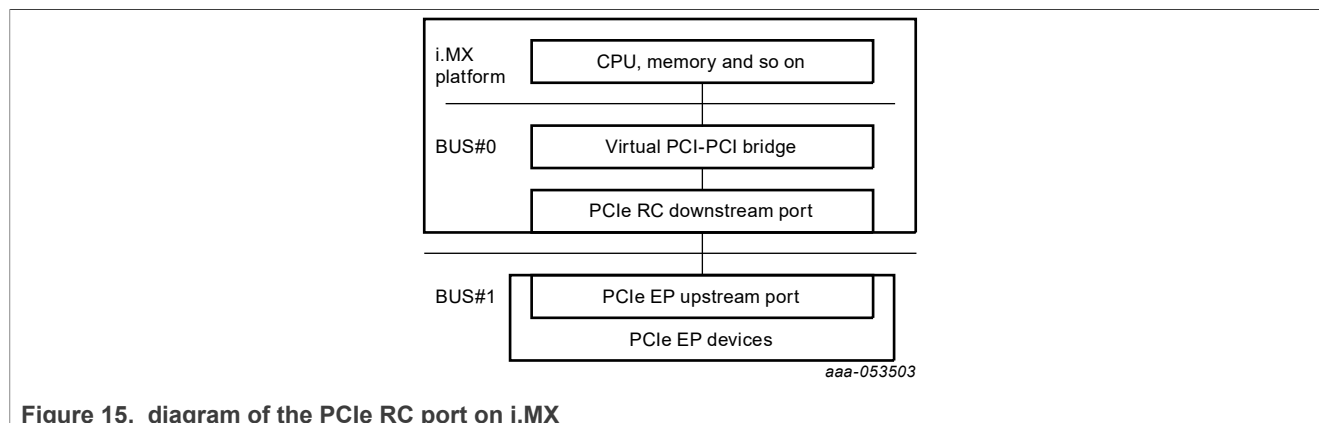 i.MX
platform
CPU, memory and so on
BUS#0
Virtual PCI-PCI bridge
PCIe RC downstream port
BUS#1
PCIe EP upstream port
PCIe EP devices
aaa-053503
Figure 15. diagram of the PCIe RC port on i.MX